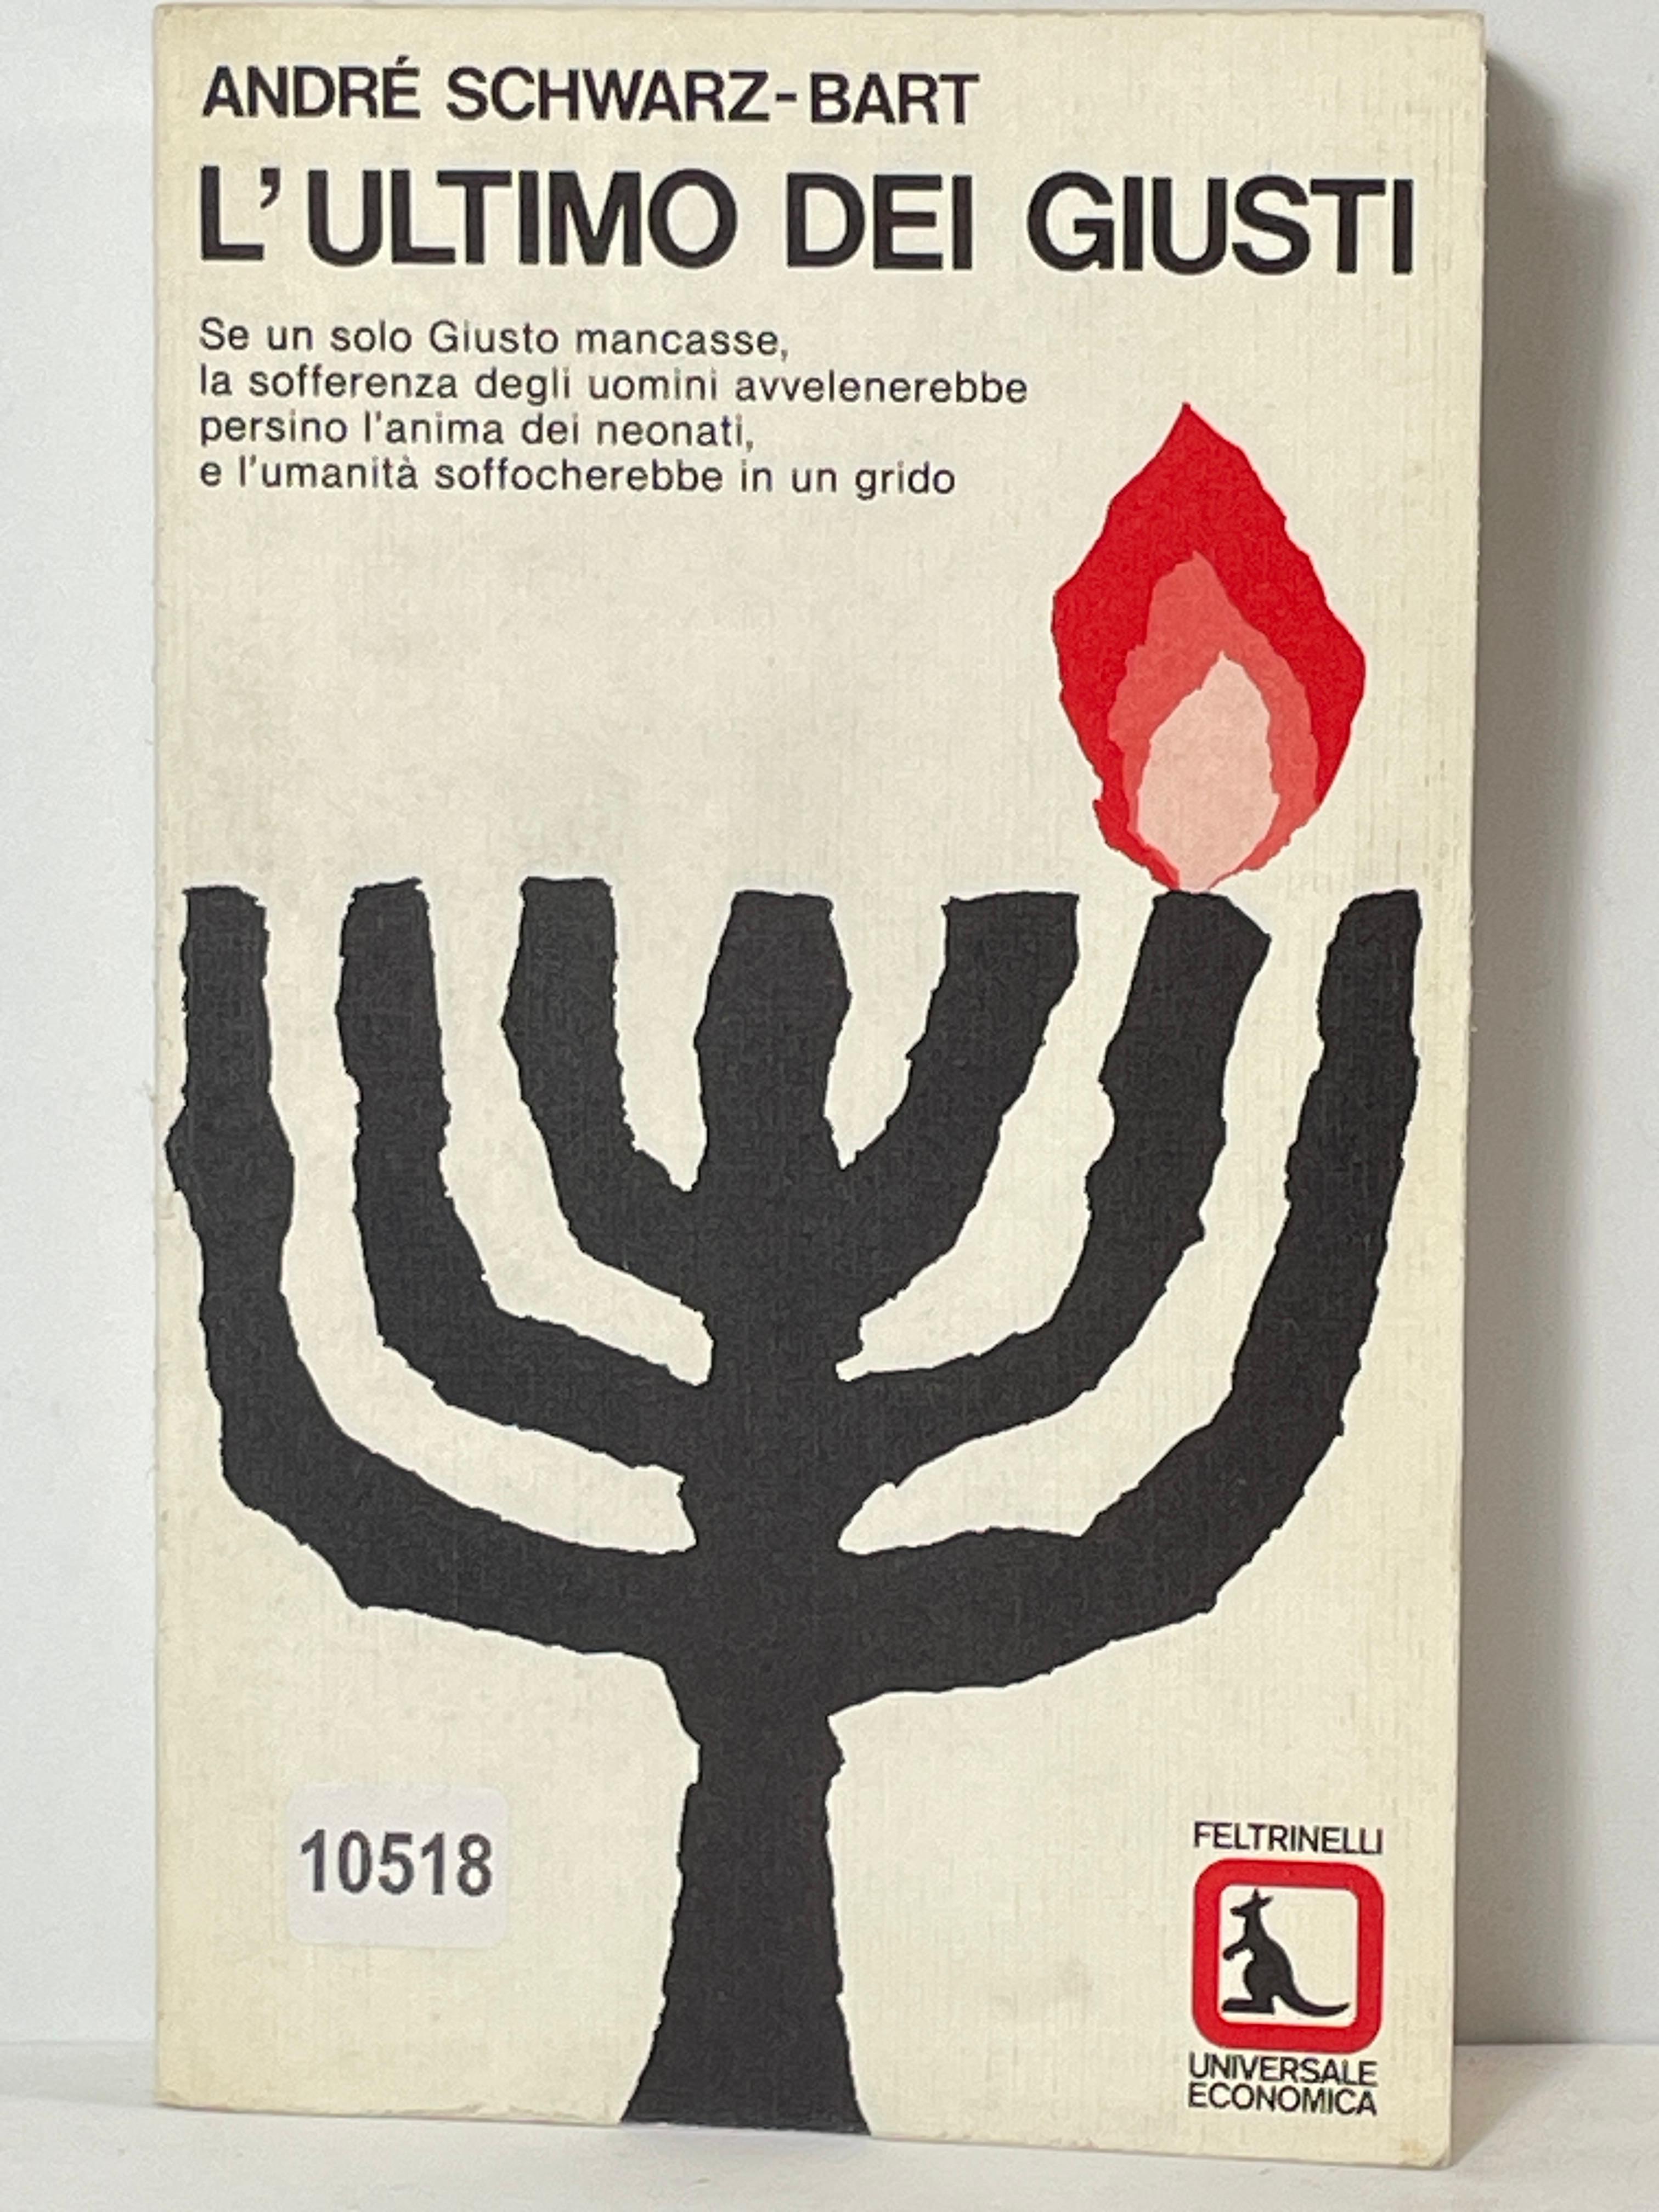 ANDRÉ SCHWARZ-BART
L'ULTIMO DEI GIUSTI
Se un solo Giusto mancasse,
la sofferenza degli uomini avvelenerebbe
persino l'anima dei neonati,
e l'umanità soffocherebbe in un grido
10518
FELTRINELLI
UNIVERSALE
ECONOMICA